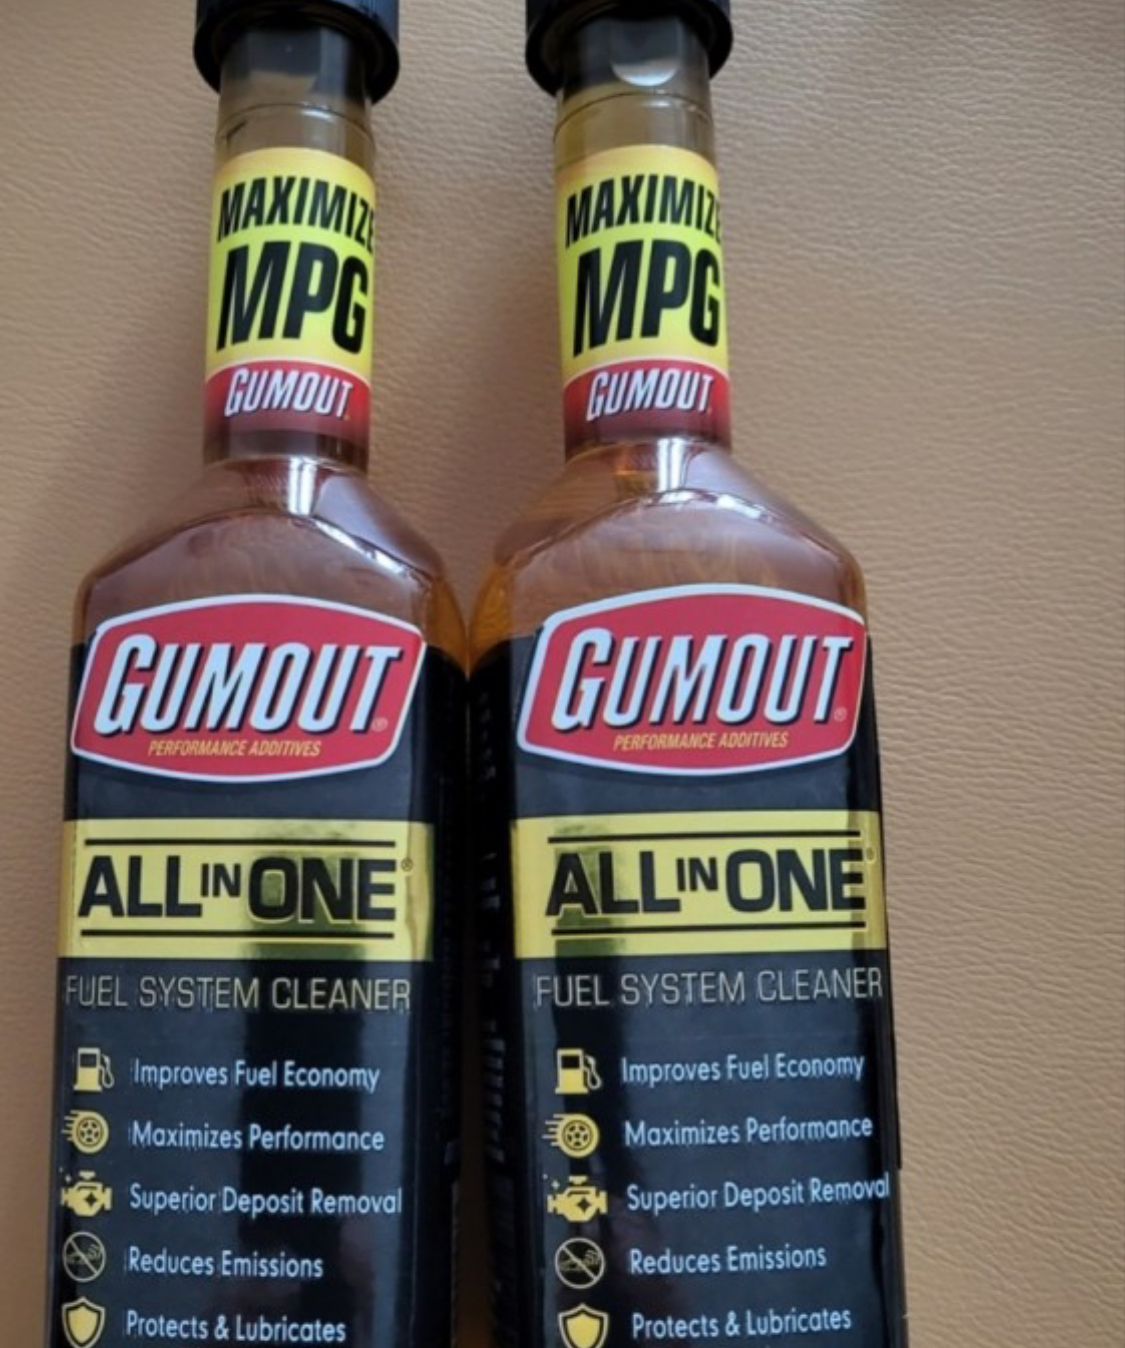 MAXIMIZE
MPG
GUMOUT
GUMOUT®
PERFORMANCE ADDITIVES
ALL IN ONE®
FUEL SYSTEM CLEANER
Improves Fuel Economy
Maximizes Performance
Superior Deposit Removal
Reduces Emissions
Protects & Lubricates
MAXIMIZE
MPG
GUMOUT
GUMOUT®
PERFORMANCE ADDITIVES
ALL IN ONE®
FUEL SYSTEM CLEANER
Improves Fuel Economy
Maximizes Performance
Superior Deposit Removal
Reduces Emissions
Protects & Lubricates